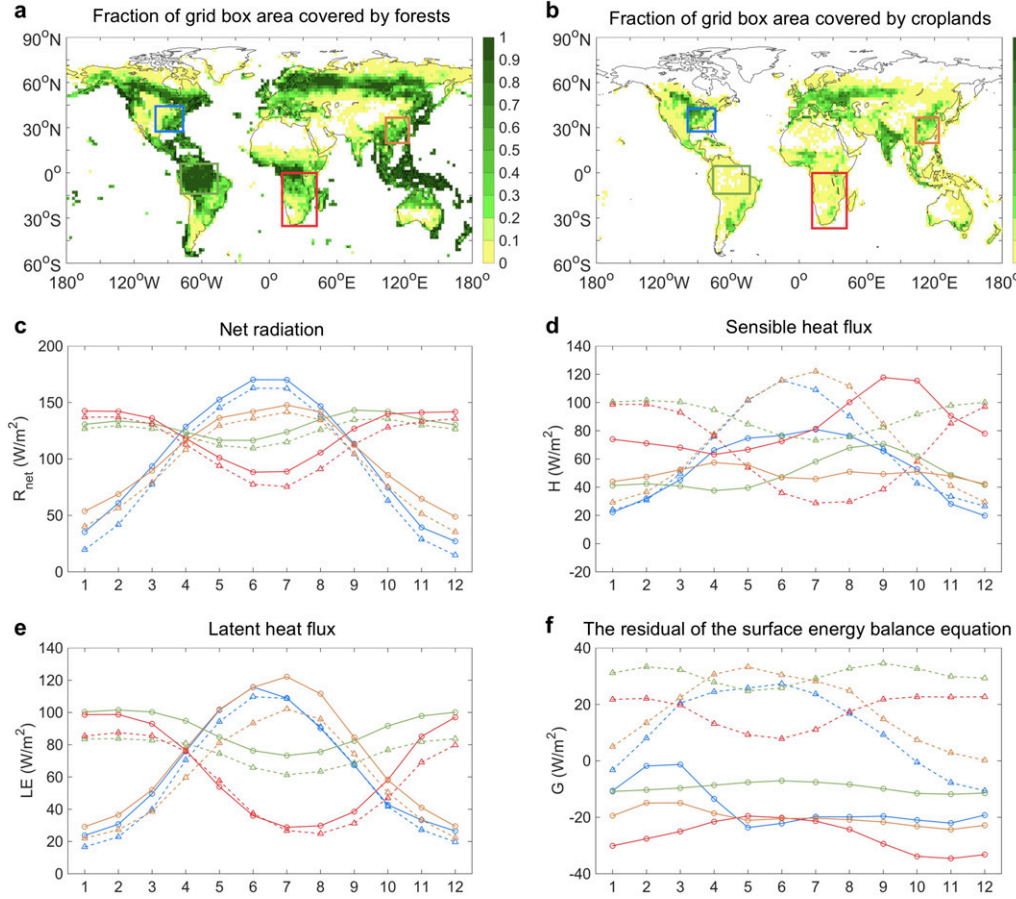 a Fraction of grid box area covered by forests
90°N
60°N
30°N
0°
30°S
60°S
180° 120°W 60°W 0° 60°E 120°E 180°
1
0.9
0.8
0.7
0.6
0.5
0.4
0.3
0.2
0.1
0
b Fraction of grid box area covered by croplands
90°N
60°N
30°N
0°
30°S
60°S
180° 120°W 60°W 0° 60°E 120°E 180°
c Net radiation
R_net (W/m²)
200
150
100
50
0
1 2 3 4 5 6 7 8 9 10 11 12
d Sensible heat flux
H (W/m²)
140
120
100
80
60
40
20
0
-20
1 2 3 4 5 6 7 8 9 10 11 12
e Latent heat flux
LE (W/m²)
140
120
100
80
60
40
20
0
1 2 3 4 5 6 7 8 9 10 11 12
f The residual of the surface energy balance equation
G (W/m²)
40
20
0
-20
-40
1 2 3 4 5 6 7 8 9 10 11 12